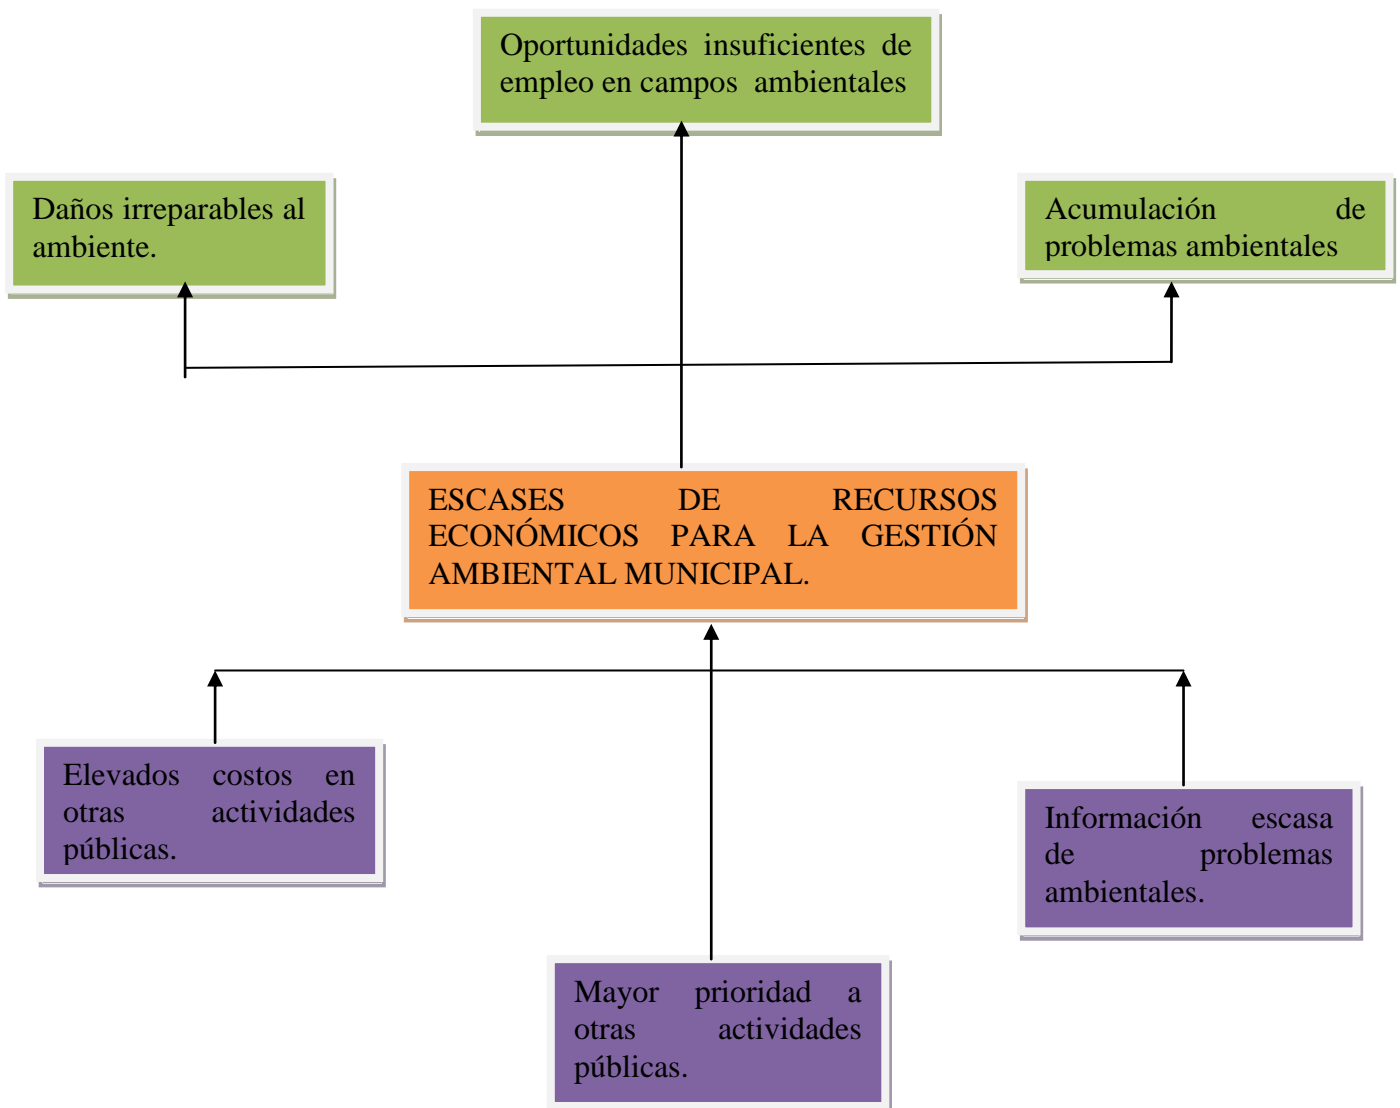 Oportunidades insuficientes de
empleo en campos ambientales
Daños irreparables al
ambiente.
Acumulación de
problemas ambientales
ESCASES DE RECURSOS
ECONÓMICOS PARA LA GESTIÓN
AMBIENTAL MUNICIPAL.
Elevados costos en
otras actividades
públicas.
Información escasa
de problemas
ambientales.
Mayor prioridad a
otras actividades
públicas.